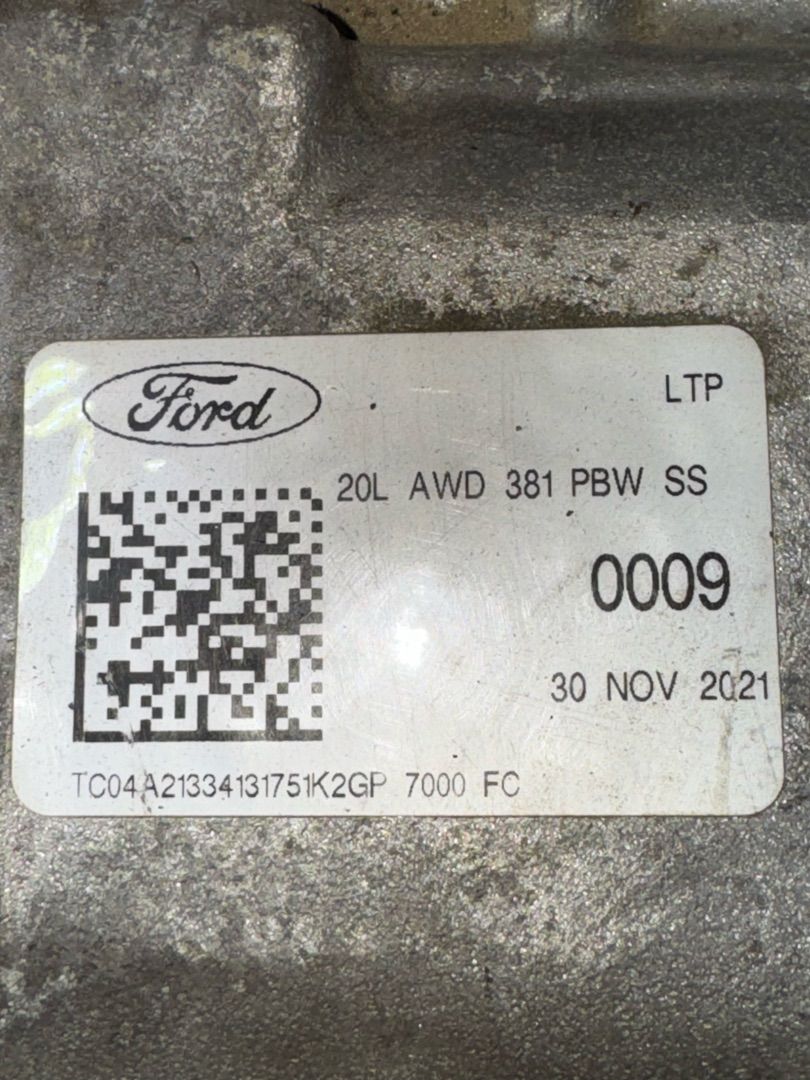 Ford
LTP
20L AWD 381 PBW SS
0009
30 NOV 2021
TC04A21334131751K2GP 7000 FC